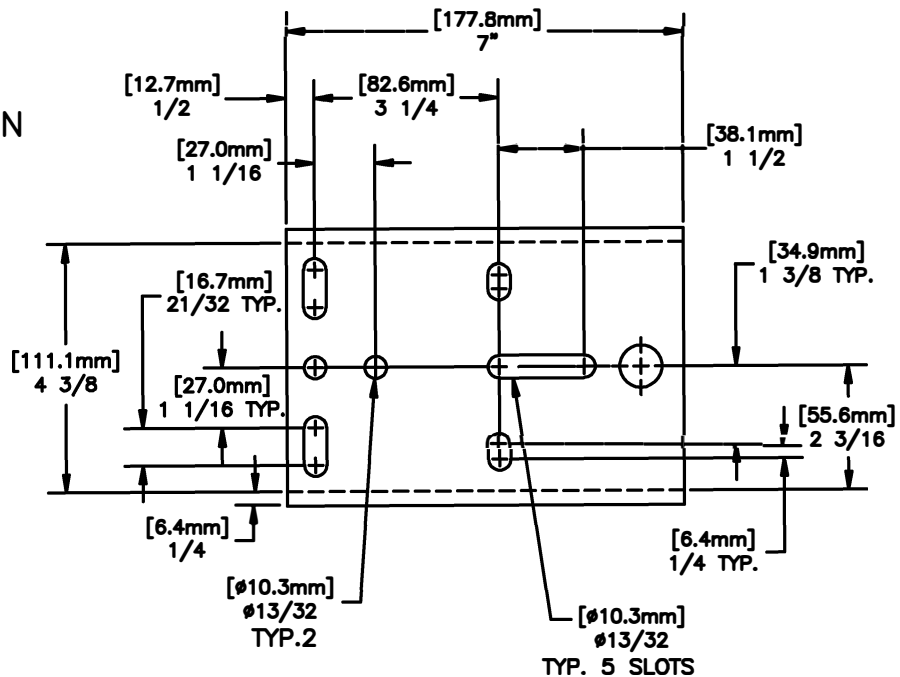 [177.8mm]
7"
[12.7mm]
1/2
[82.6mm]
3 1/4
N
[27.0mm]
1 1/16
[38.1mm]
1 1/2
[34.9mm]
1 3/8 TYP.
[16.7mm]
21/32 TYP.
[111.1mm]
4 3/8
[27.0mm]
1 1/16 TYP.
[55.6mm]
2 3/16
[6.4mm]
1/4
[6.4mm]
1/4 TYP.
[ø10.3mm]
ø13/32
TYP.2
[ø10.3mm]
ø13/32
TYP. 5 SLOTS